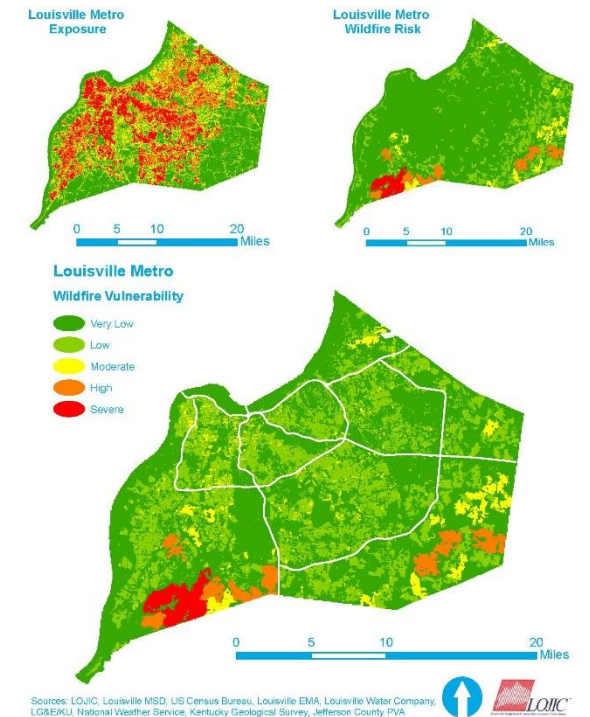 Louisville Metro
Exposure
0 5 10 20
Miles
Louisville Metro
Wildfire Risk
0 5 10 20
Miles
Louisville Metro
Wildfire Vulnerability
Very Low
Low
Moderate
High
Severe
0 5 10 20
Miles
Sources: LOJIC, Louisville MSD, US Census Bureau, Louisville EMA, Louisville Water Company,
LG&E/KU, National Weather Service, Kentucky Geological Survey, Jefferson County PVA
LOJIC